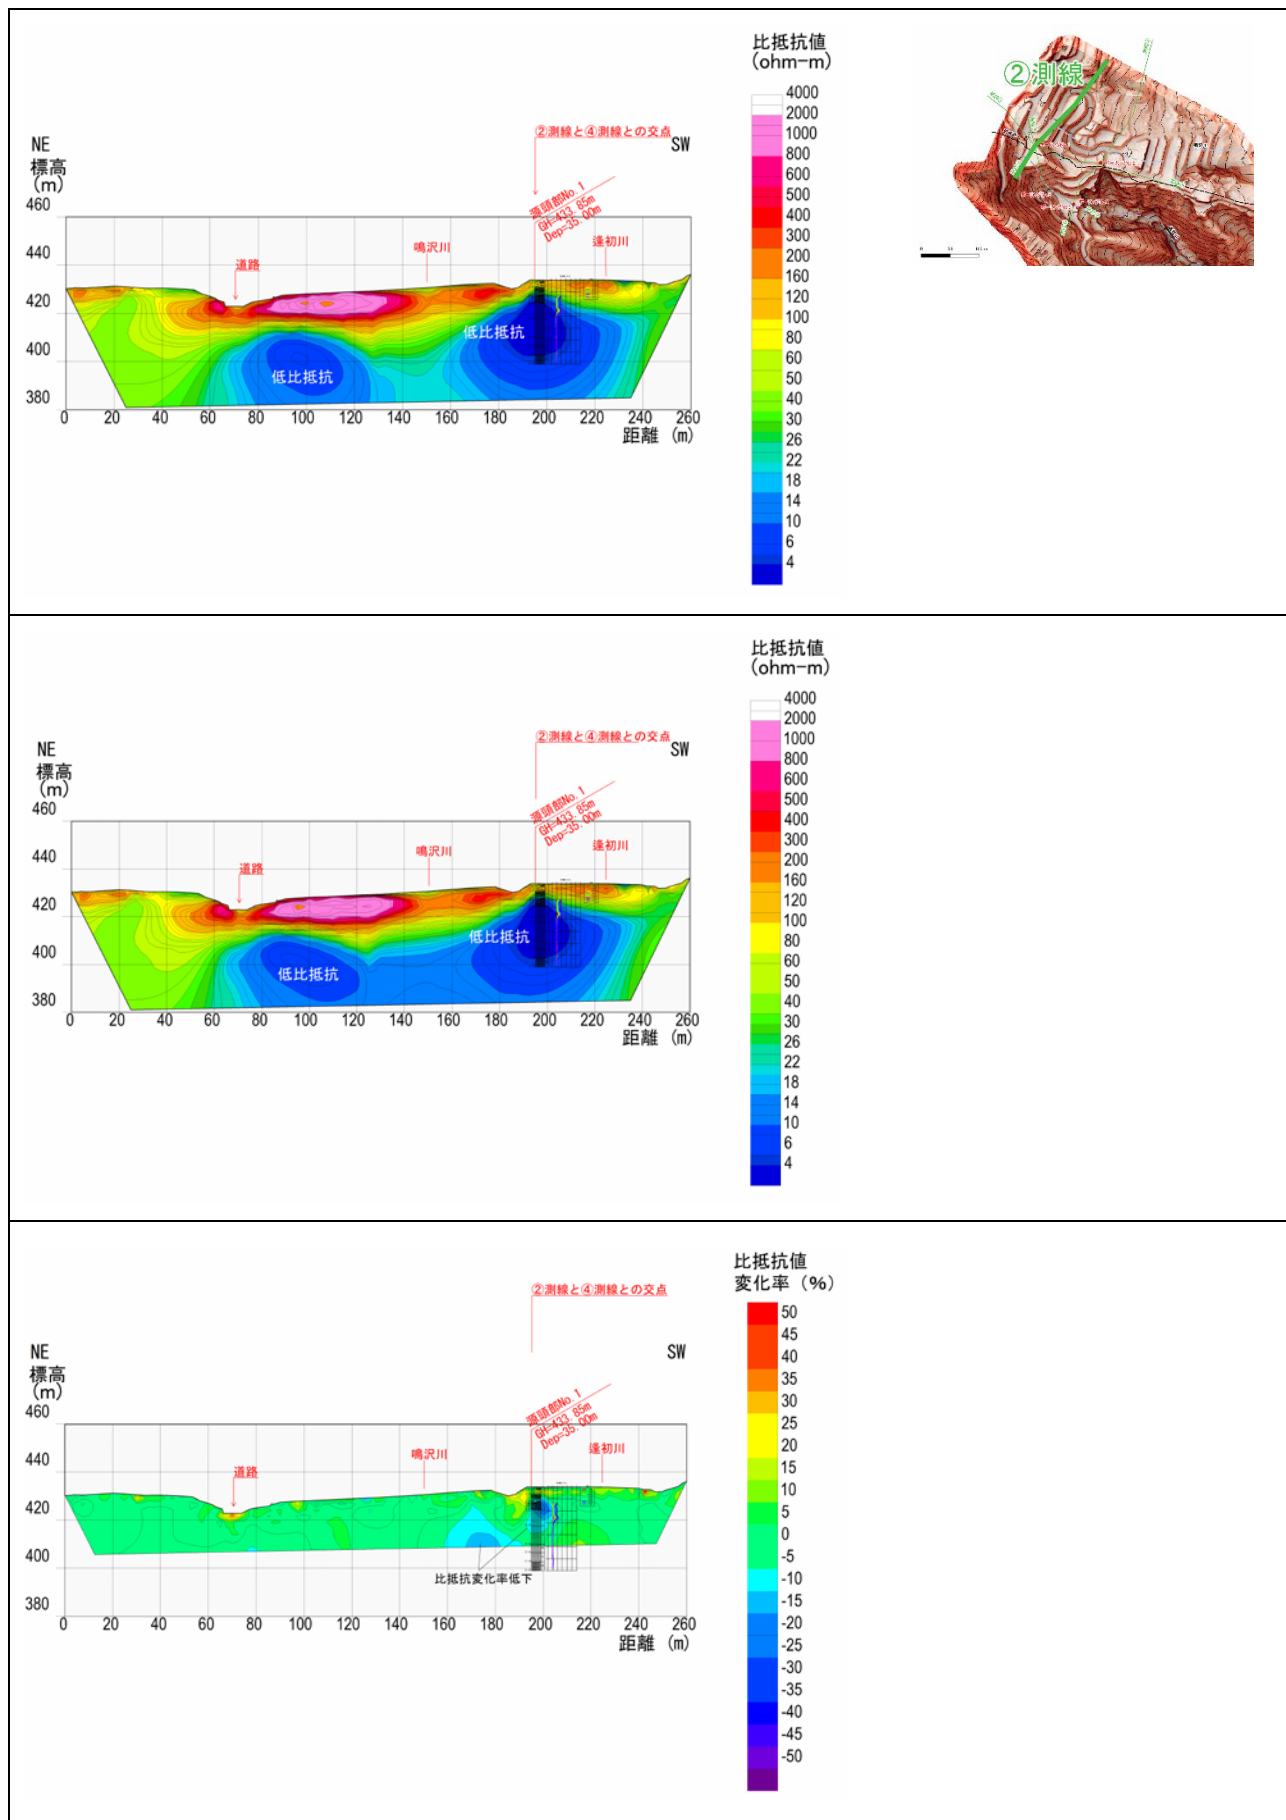 比抵抗値
(ohm-m)
②測線
4000
2000
1000
800
600
500
400
300
200
160
120
100
80
60
50
40
30
26
22
18
14
10
6
4
②測線と④測線との交点
NE
SW
標高
(m)
源頭部No.1
GH=433.85m
Dep=35.00m
460
440
420
400
380
道路
鳴沢川
逢初川
低比抵抗
低比抵抗
0 20 40 60 80 100 120 140 160 180 200 220 240 260
距離 (m)
比抵抗値
(ohm-m)
4000
2000
1000
800
600
500
400
300
200
160
120
100
80
60
50
40
30
26
22
18
14
10
6
4
②測線と④測線との交点
NE
SW
標高
(m)
源頭部No.1
GH=433.85m
Dep=35.00m
460
440
420
400
380
道路
鳴沢川
逢初川
低比抵抗
低比抵抗
0 20 40 60 80 100 120 140 160 180 200 220 240 260
距離 (m)
比抵抗値
変化率 (%)
50
45
40
35
30
25
20
15
10
5
0
-5
-10
-15
-20
-25
-30
-35
-40
-45
-50
②測線と④測線との交点
NE
SW
標高
(m)
源頭部No.1
GH=433.85m
Dep=35.00m
460
440
420
400
380
道路
鳴沢川
逢初川
比抵抗変化率低下
0 20 40 60 80 100 120 140 160 180 200 220 240 260
距離 (m)